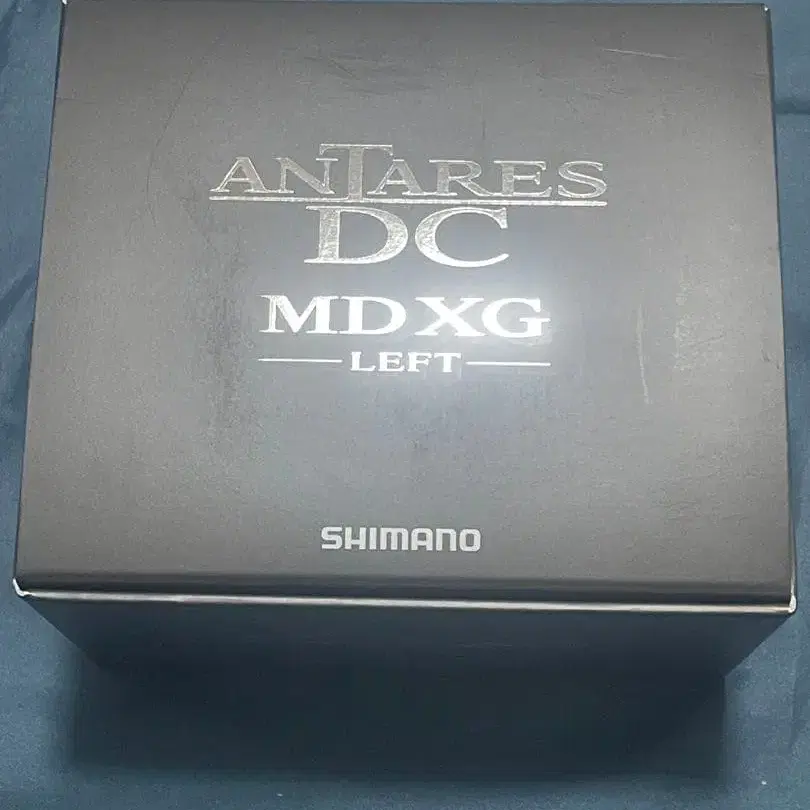 ANTARES
DC
MD XG
LEFT
SHIMANO